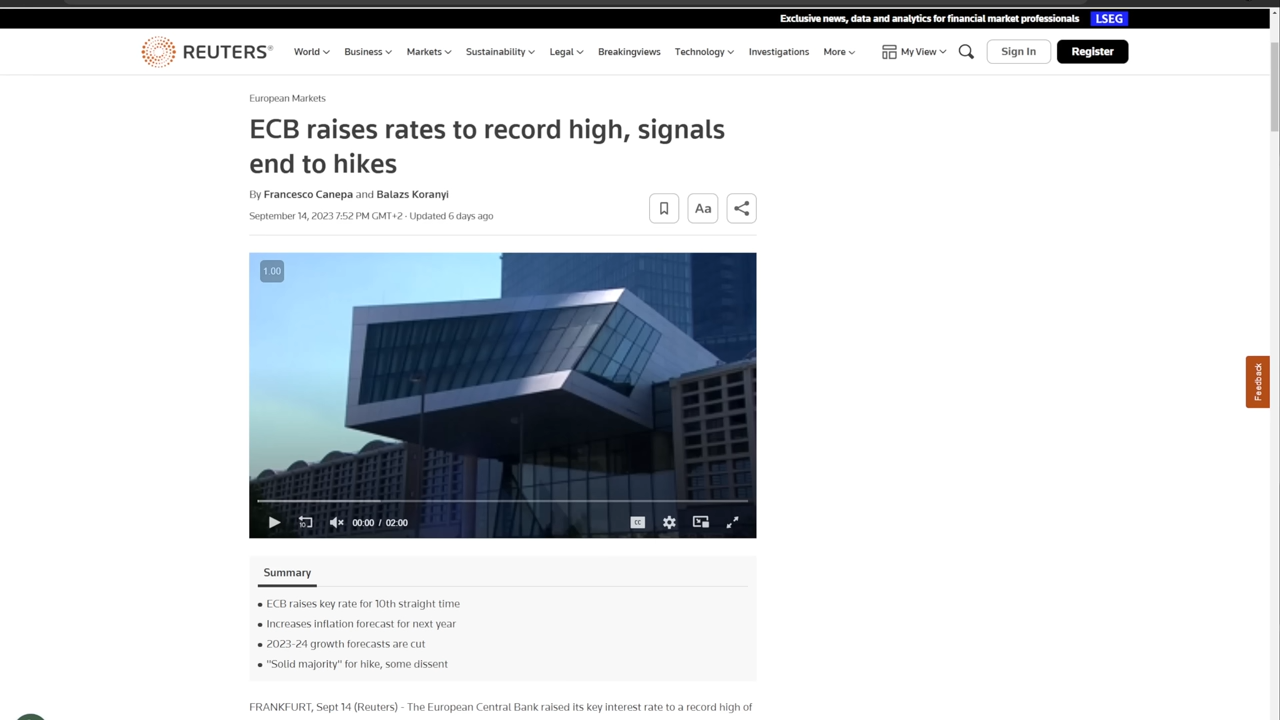 Exclusive news, data and analytics for financial market professionals LSEG
REUTERS® World Business Markets Sustainability Legal Breakingviews Technology Investigations More My View Sign In Register
European Markets
ECB raises rates to record high, signals
end to hikes
By Francesco Canepa and Balazs Koranyi
September 14, 2023 7:52 PM GMT+2 · Updated 6 days ago
Aa
1.00
10 00:00 / 02:00 CC
Feedback
Summary
• ECB raises key rate for 10th straight time
• Increases inflation forecast for next year
• 2023-24 growth forecasts are cut
• "Solid majority" for hike, some dissent
FRANKFURT, Sept 14 (Reuters) - The European Central Bank raised its key interest rate to a record high of